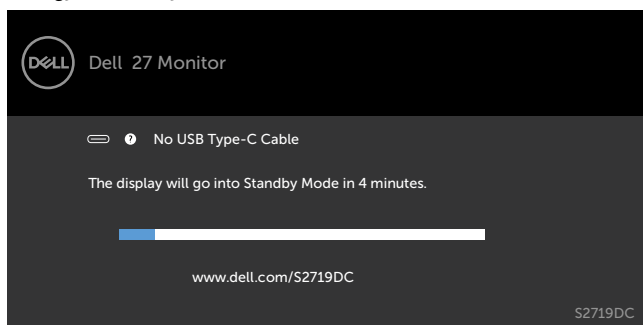 DELL
Dell 27 Monitor
? No USB Type-C Cable
The display will go into Standby Mode in 4 minutes.
www.dell.com/S2719DC
S2719DC